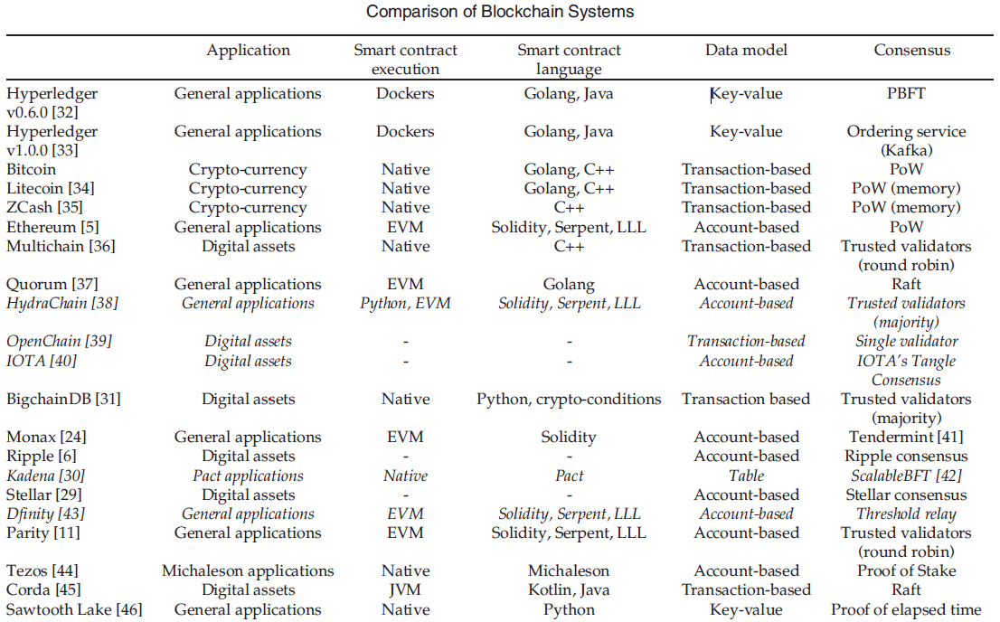 Comparison of Blockchain Systems
Application Smart contract execution Smart contract language Data model Consensus
Hyperledger v0.6.0 [32] General applications Dockers Golang, Java Key-value PBFT
Hyperledger v1.0.0 [33] General applications Dockers Golang, Java Key-value Ordering service (Kafka)
Bitcoin Crypto-currency Native Golang, C++ Transaction-based PoW
Litecoin [34] Crypto-currency Native Golang, C++ Transaction-based PoW (memory)
ZCash [35] Crypto-currency Native C++ Transaction-based PoW (memory)
Ethereum [5] General applications EVM Solidity, Serpent, LLL Account-based PoW
Multichain [36] Digital assets Native C++ Transaction-based Trusted validators (round robin)
Quorum [37] General applications EVM Golang Account-based Raft
HydraChain [38] General applications Python, EVM Solidity, Serpent, LLL Account-based Trusted validators (majority)
OpenChain [39] Digital assets - - Transaction-based Single validator
IOTA [40] Digital assets - - Account-based IOTA's Tangle Consensus
BigchainDB [31] Digital assets Native Python, crypto-conditions Transaction based Trusted validators (majority)
Monax [24] General applications EVM Solidity Account-based Tendermint [41]
Ripple [6] Digital assets - - Account-based Ripple consensus
Kadena [30] Pact applications Native Pact Table ScalableBFT [42]
Stellar [29] Digital assets - - Account-based Stellar consensus
Dfinity [43] General applications EVM Solidity, Serpent, LLL Account-based Threshold relay
Parity [11] General applications EVM Solidity, Serpent, LLL Account-based Trusted validators (round robin)
Tezos [44] Michaleson applications Native Michaleson Account-based Proof of Stake
Corda [45] Digital assets JVM Kotlin, Java Transaction-based Raft
Sawtooth Lake [46] General applications Native Python Key-value Proof of elapsed time